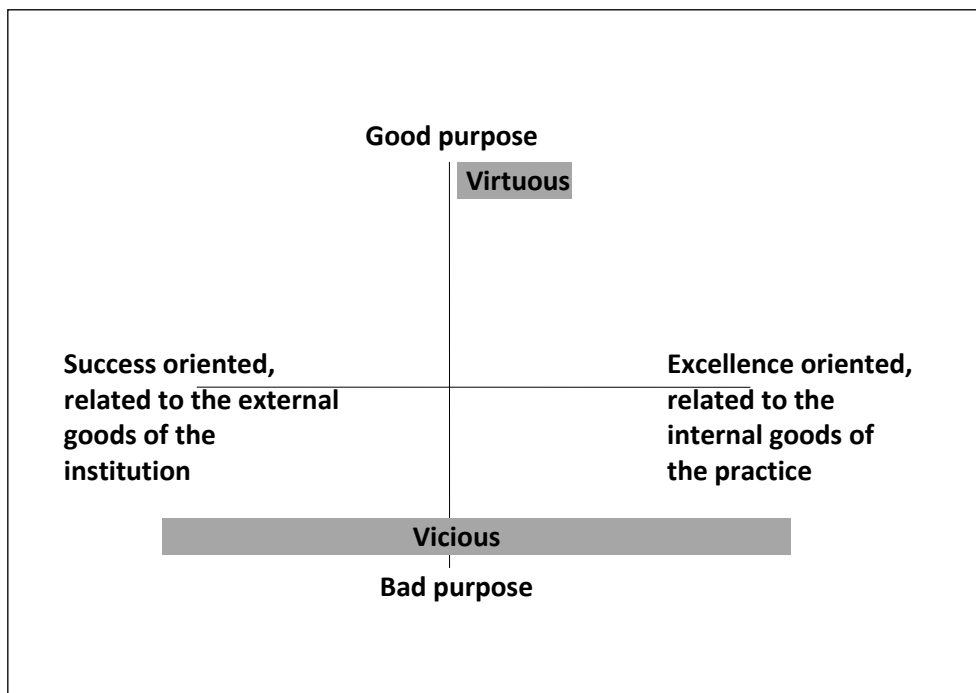 Good purpose
Virtuous
Success oriented,
related to the external
goods of the
institution
Excellence oriented,
related to the
internal goods of
the practice
Vicious
Bad purpose